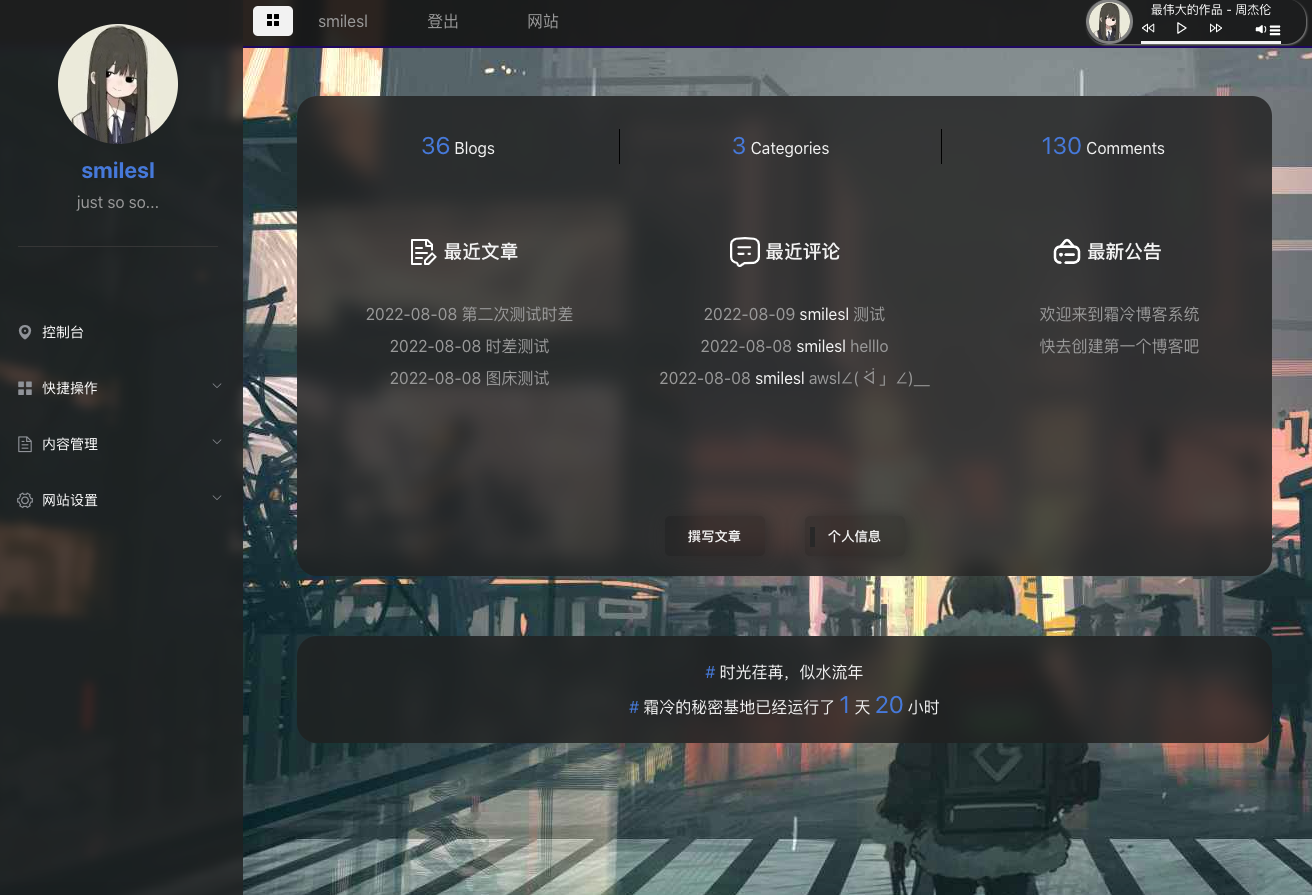 smilesl
登出
网站
最伟大的作品 - 周杰伦
smilesl
just so so...
控制台
快捷操作
内容管理
网站设置
36 Blogs
3 Categories
130 Comments
最近文章
2022-08-08 第二次测试时差
2022-08-08 时差测试
2022-08-08 图床测试
最近评论
2022-08-09 smilesl 测试
2022-08-08 smilesl helllo
2022-08-08 smilesl awsl∠( ᐛ 」∠)__
最新公告
欢迎来到霜冷博客系统
快去创建第一个博客吧
撰写文章
个人信息
# 时光荏苒，似水流年
# 霜冷的秘密基地已经运行了 1 天 20 小时